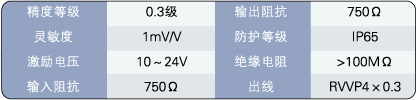 精度等级 0.3级 输出阻抗 750Ω
灵敏度 1mV/V 防护等级 IP65
激励电压 10～24V 绝缘电阻 >100MΩ
输入阻抗 750Ω 出线 RVVP4×0.3